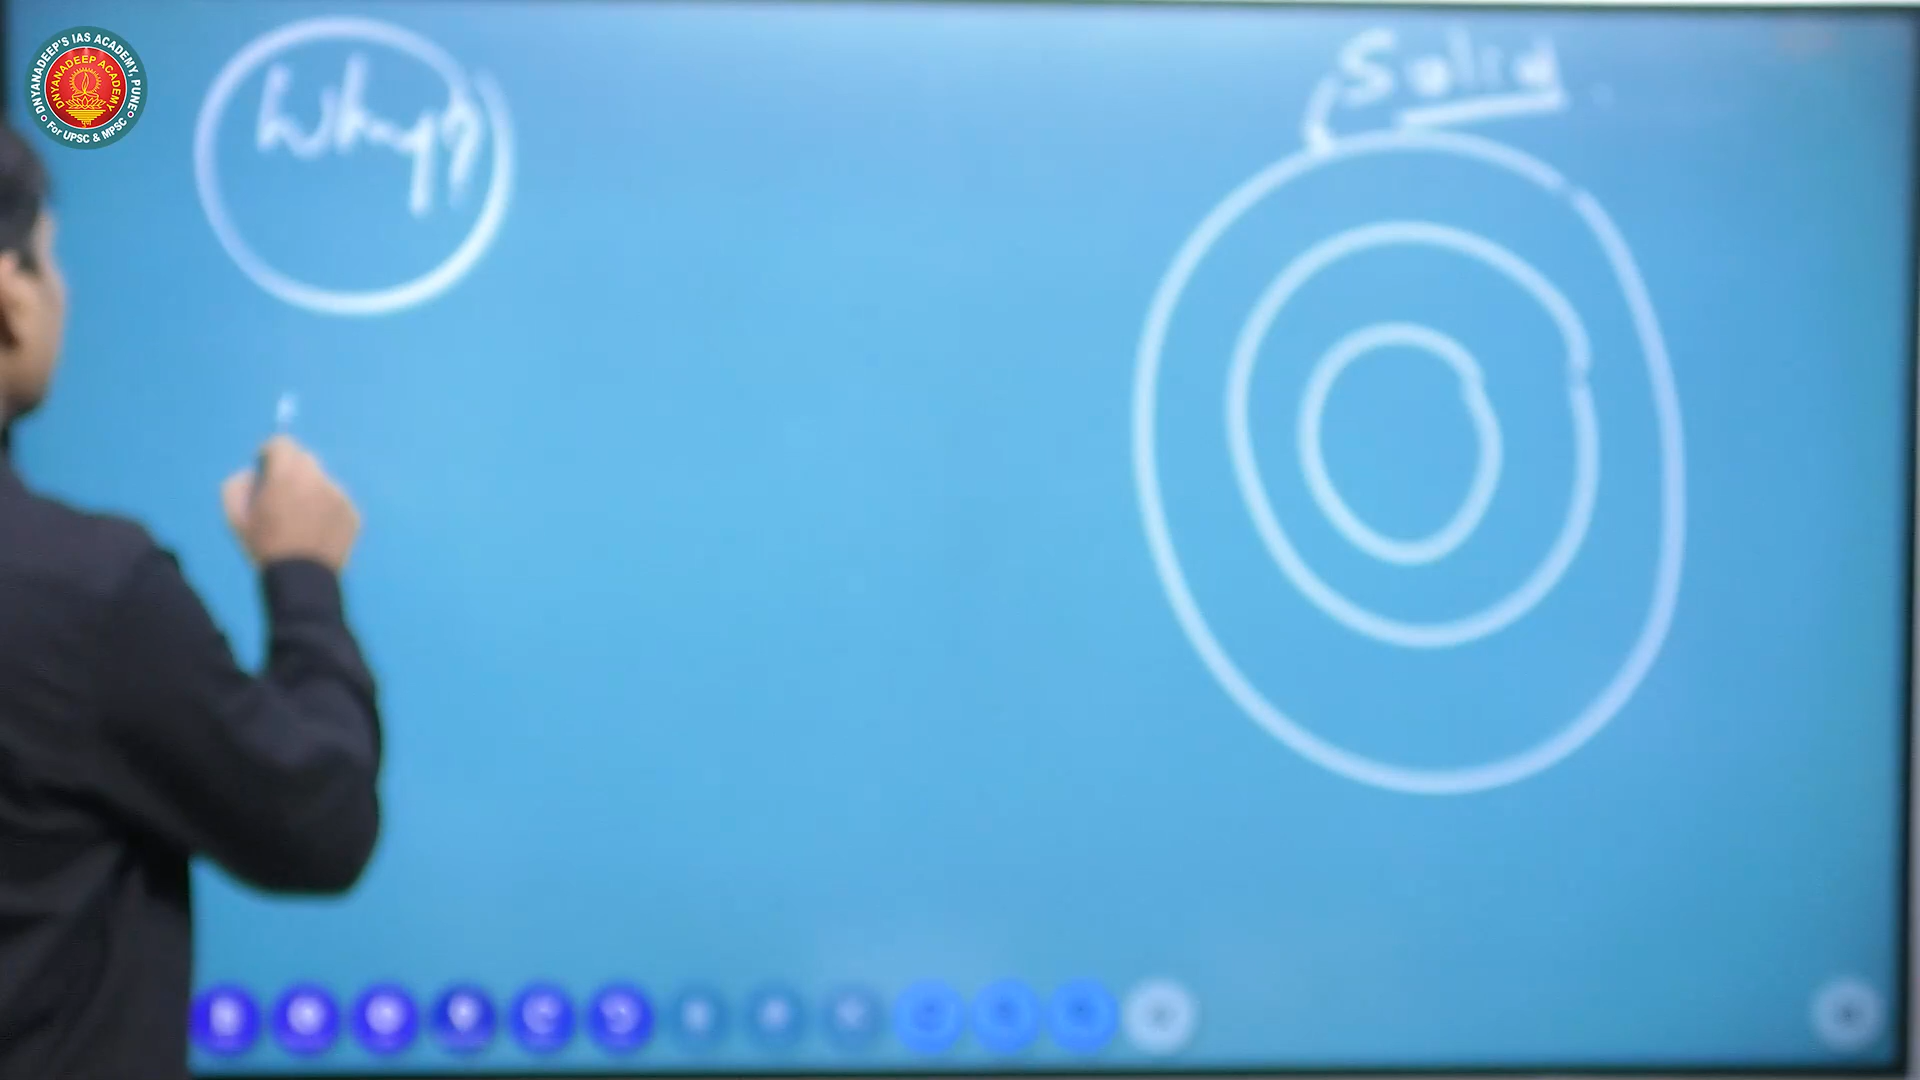 DNYANADEEP'S IAS ACADEMY, PUNE
DNYANADEEP ACADEMY
For UPSC & MPSC
Why?
Solid